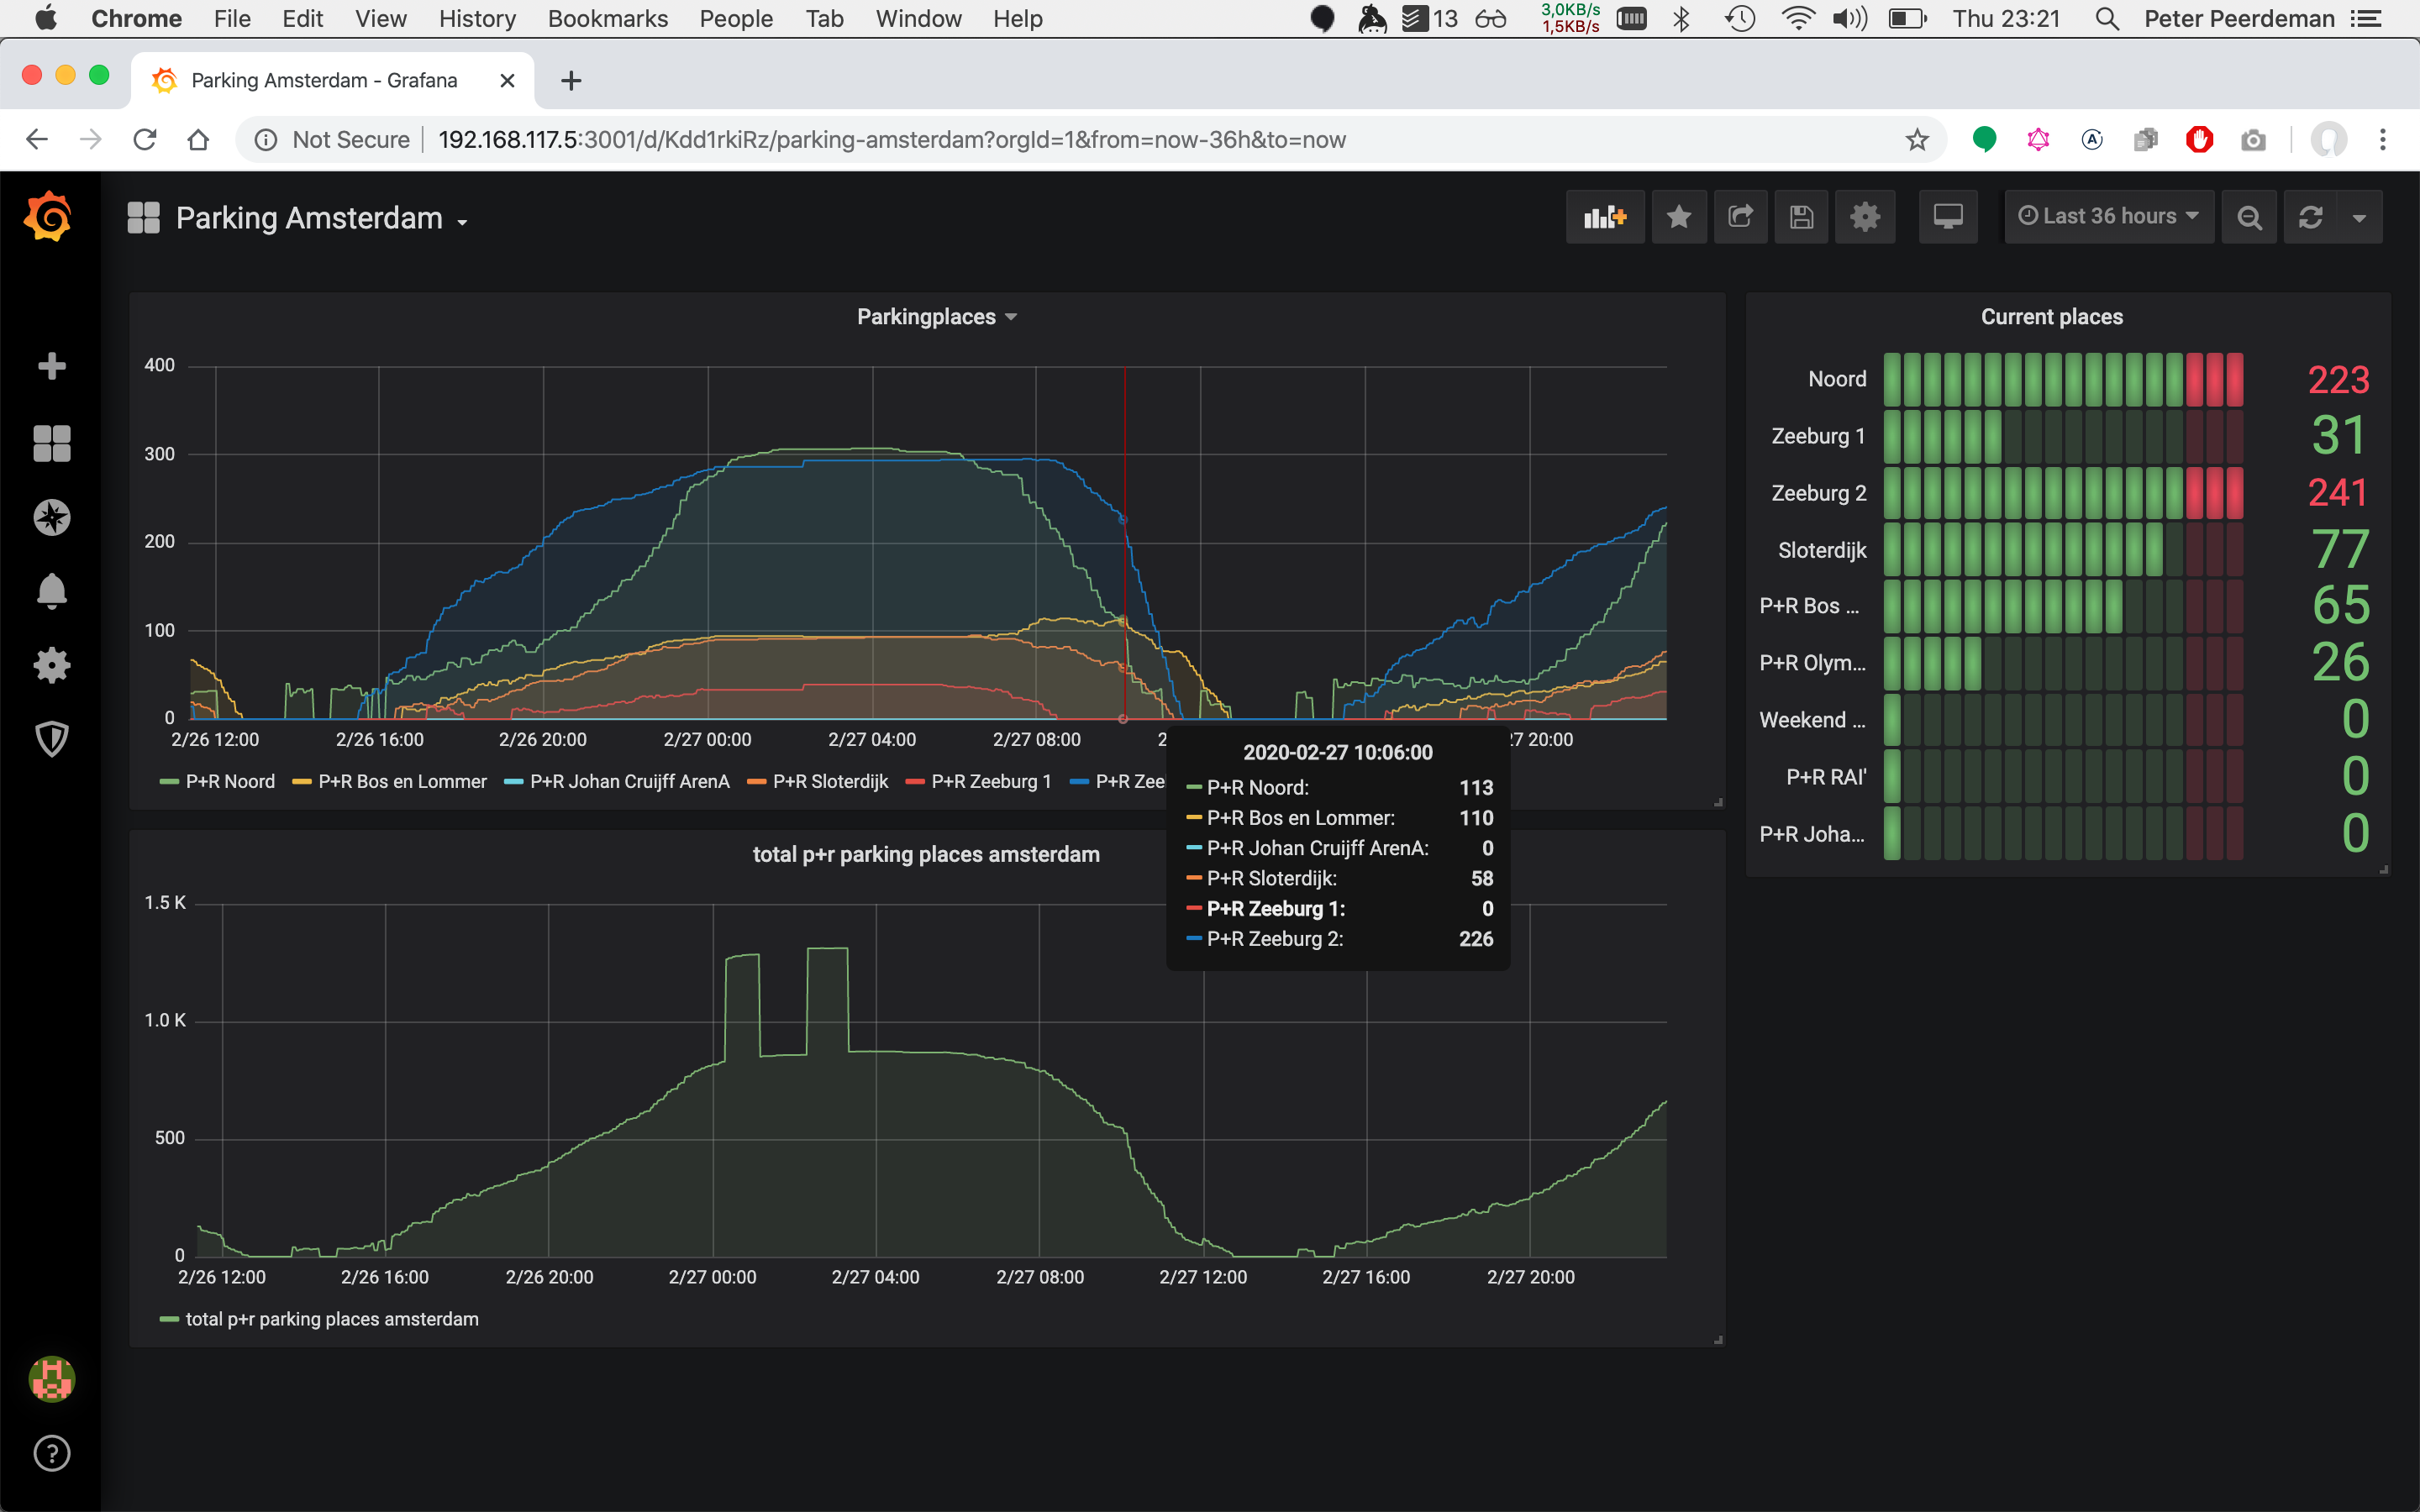 Chrome File Edit View History Bookmarks People Tab Window Help 13 3,0KB/s 1,5KB/s Thu 23:21 Peter Peerdeman
Parking Amsterdam - Grafana
Not Secure 192.168.117.5:3001/d/Kdd1rkiRz/parking-amsterdam?orgId=1&from=now-36h&to=now
Parking Amsterdam
Last 36 hours
Parkingplaces
400
300
200
100
0
2/26 12:00 2/26 16:00 2/26 20:00 2/27 00:00 2/27 04:00 2/27 08:00 2 27 20:00
P+R Noord P+R Bos en Lommer P+R Johan Cruijff ArenA P+R Sloterdijk P+R Zeeburg 1 P+R Zee
2020-02-27 10:06:00
P+R Noord: 113
P+R Bos en Lommer: 110
P+R Johan Cruijff ArenA: 0
P+R Sloterdijk: 58
P+R Zeeburg 1: 0
P+R Zeeburg 2: 226
Current places
Noord 223
Zeeburg 1 31
Zeeburg 2 241
Sloterdijk 77
P+R Bos ... 65
P+R Olym... 26
Weekend ... 0
P+R RAI' 0
P+R Joha... 0
total p+r parking places amsterdam
1.5 K
1.0 K
500
0
2/26 12:00 2/26 16:00 2/26 20:00 2/27 00:00 2/27 04:00 2/27 08:00 2/27 12:00 2/27 16:00 2/27 20:00
total p+r parking places amsterdam